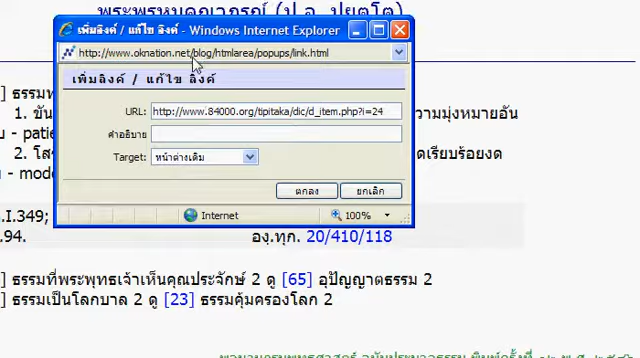 พระพรหมคุณาภรณ์ (ป.อ. ปยุตฺโต)
เพิ่มลิงค์ / แก้ไข ลิงค์ - Windows Internet Explorer
http://www.oknation.net/blog/htmlarea/popups/link.html
เพิ่มลิงค์ / แก้ไข ลิงค์
URL: http://www.84000.org/tipitaka/dic/d_item.php?i=24
คำอธิบาย
Target: หน้าต่างเดิม
ตกลง ยกเลิก
Internet 100%
] ธรรม
1. ขัน วามมุ่งหมายอัน
บ - patie
2. โส ดเรียบร้อยงด
ม - mode
.I.349;
94. องฺ.ทุก. 20/410/118
] ธรรมที่พระพุทธเจ้าเห็นคุณประจักษ์ 2 ดู [65] อุปัญญาตธรรม 2
] ธรรมเป็นโลกบาล 2 ดู [23] ธรรมคุ้มครองโลก 2